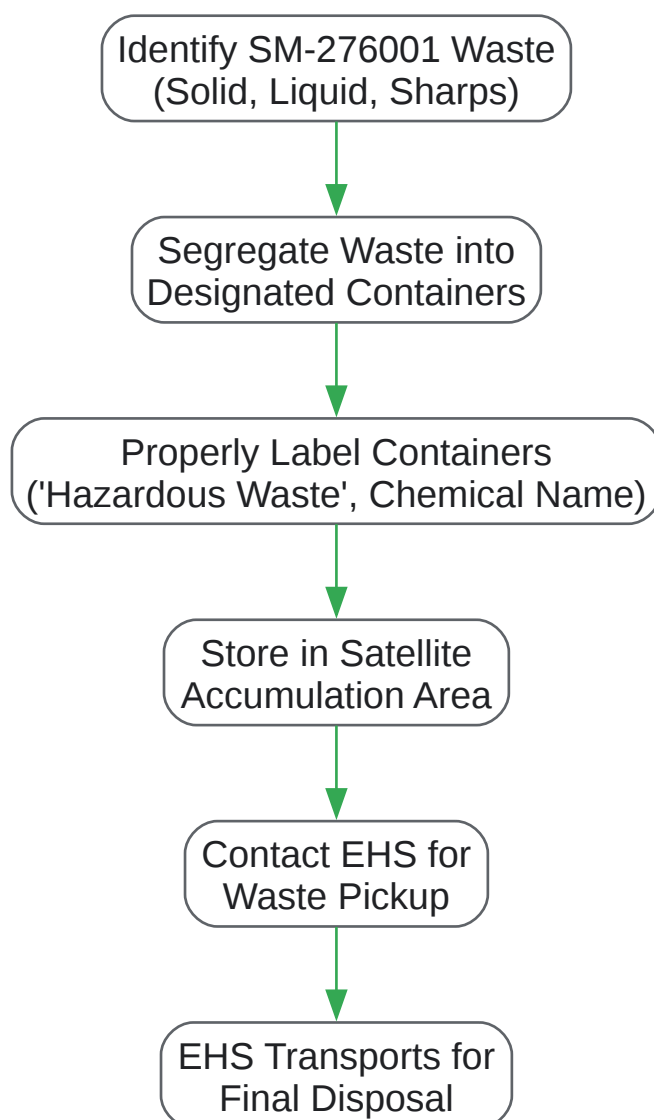 Identify SM-276001 Waste
(Solid, Liquid, Sharps)
Segregate Waste into
Designated Containers
Properly Label Containers
('Hazardous Waste', Chemical Name)
Store in Satellite
Accumulation Area
Contact EHS for
Waste Pickup
EHS Transports for
Final Disposal